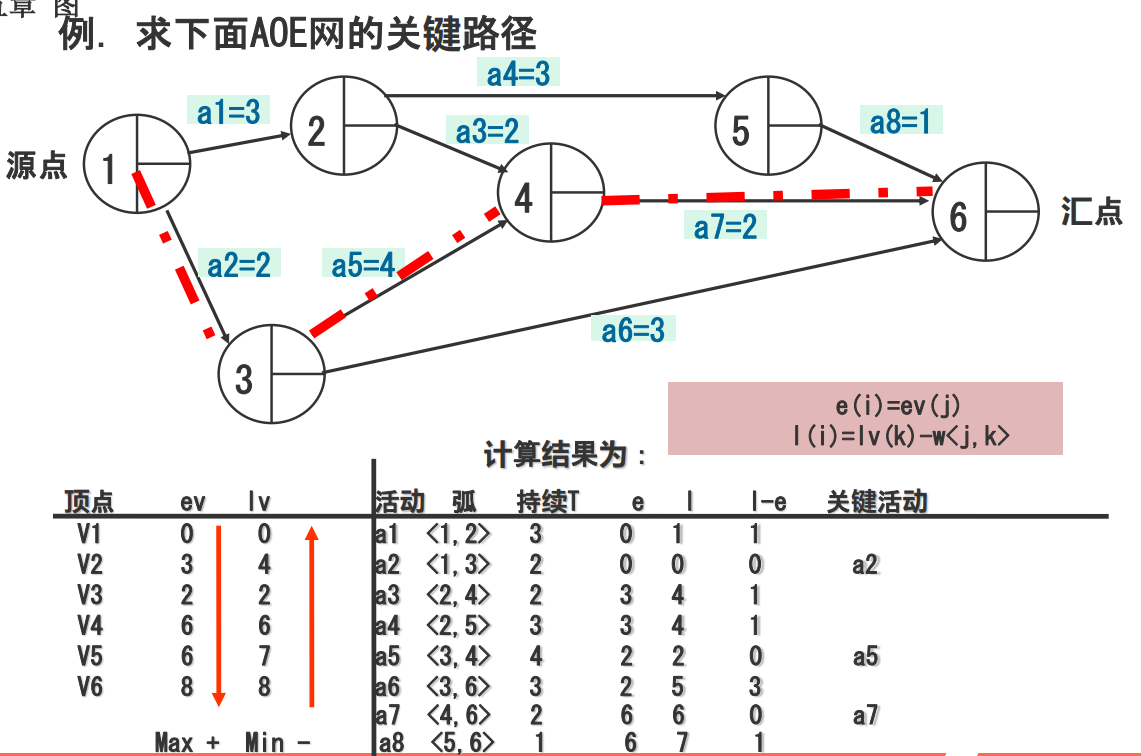 五章 图
例. 求下面AOE网的关键路径
a4=3
a1=3
2
a3=2
5
a8=1
源点
1
4
6
汇点
a7=2
a2=2
a5=4
a6=3
3
e(i)=ev(j)
l(i)=lv(k)-w<j,k>
计算结果为:
顶点 ev lv 活动 弧 持续T e l l-e 关键活动
V1 0 0 a1 <1,2> 3 0 1 1
V2 3 4 a2 <1,3> 2 0 0 0 a2
V3 2 2 a3 <2,4> 2 3 4 1
V4 6 6 a4 <2,5> 3 3 4 1
V5 6 7 a5 <3,4> 4 2 2 0 a5
V6 8 8 a6 <3,6> 3 2 5 3
a7 <4,6> 2 6 6 0 a7
Max + Min - a8 <5,6> 1 6 7 1